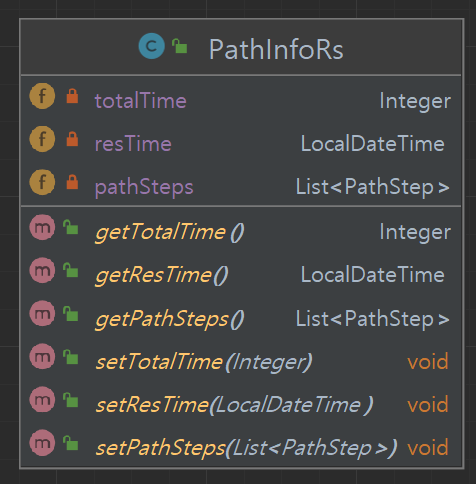 C PathInfoRs
f totalTime Integer
f resTime LocalDateTime
f pathSteps List<PathStep>
m getTotalTime() Integer
m getResTime() LocalDateTime
m getPathSteps() List<PathStep>
m setTotalTime(Integer) void
m setResTime(LocalDateTime) void
m setPathSteps(List<PathStep>) void